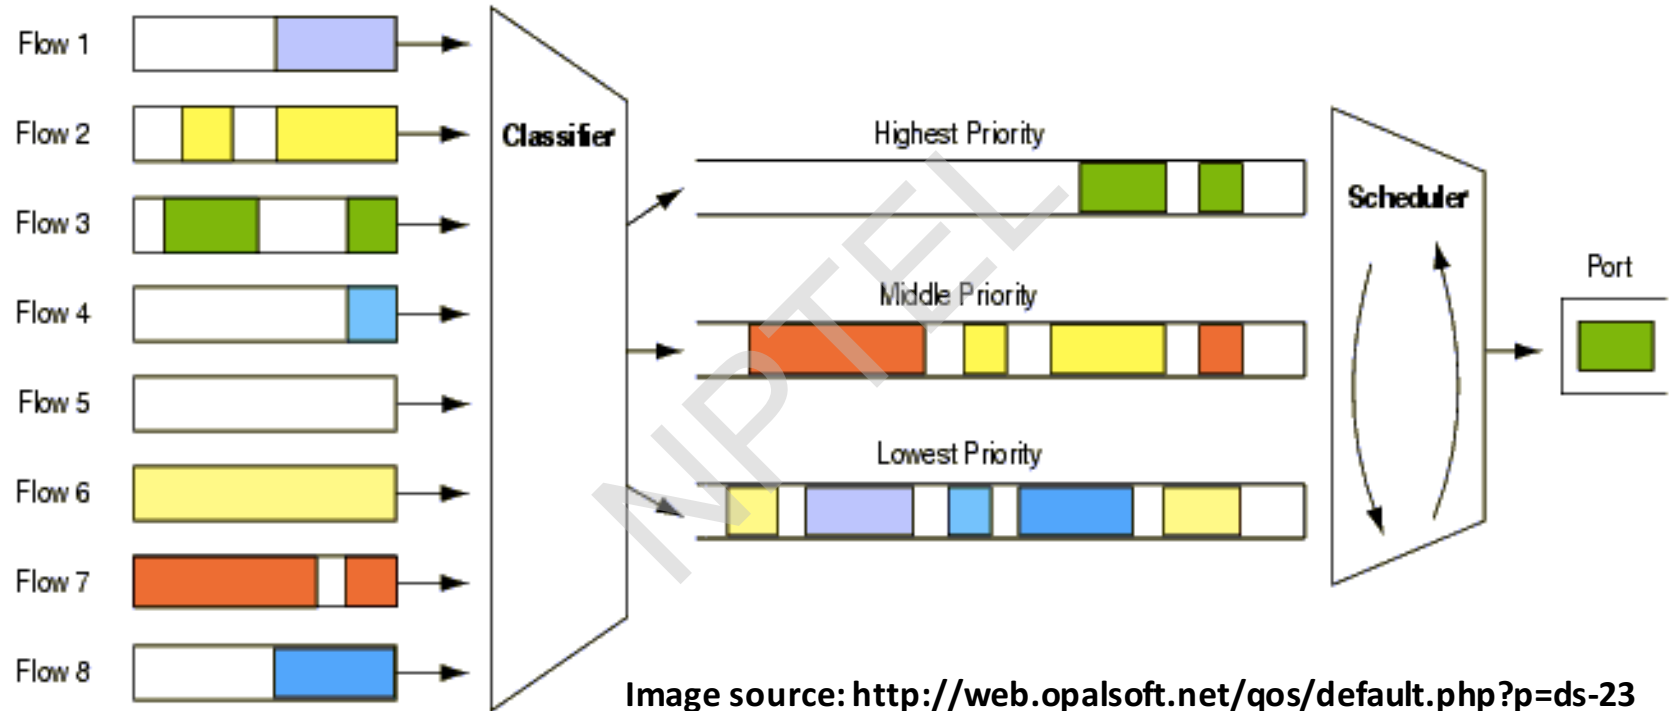 Flow 1
Flow 2
Flow 3
Flow 4
Flow 5
Flow 6
Flow 7
Flow 8
Classifier
Highest Priority
Middle Priority
Lowest Priority
Scheduler
Port
NPTEL
Image source: http://web.opalsoft.net/qos/default.php?p=ds-23